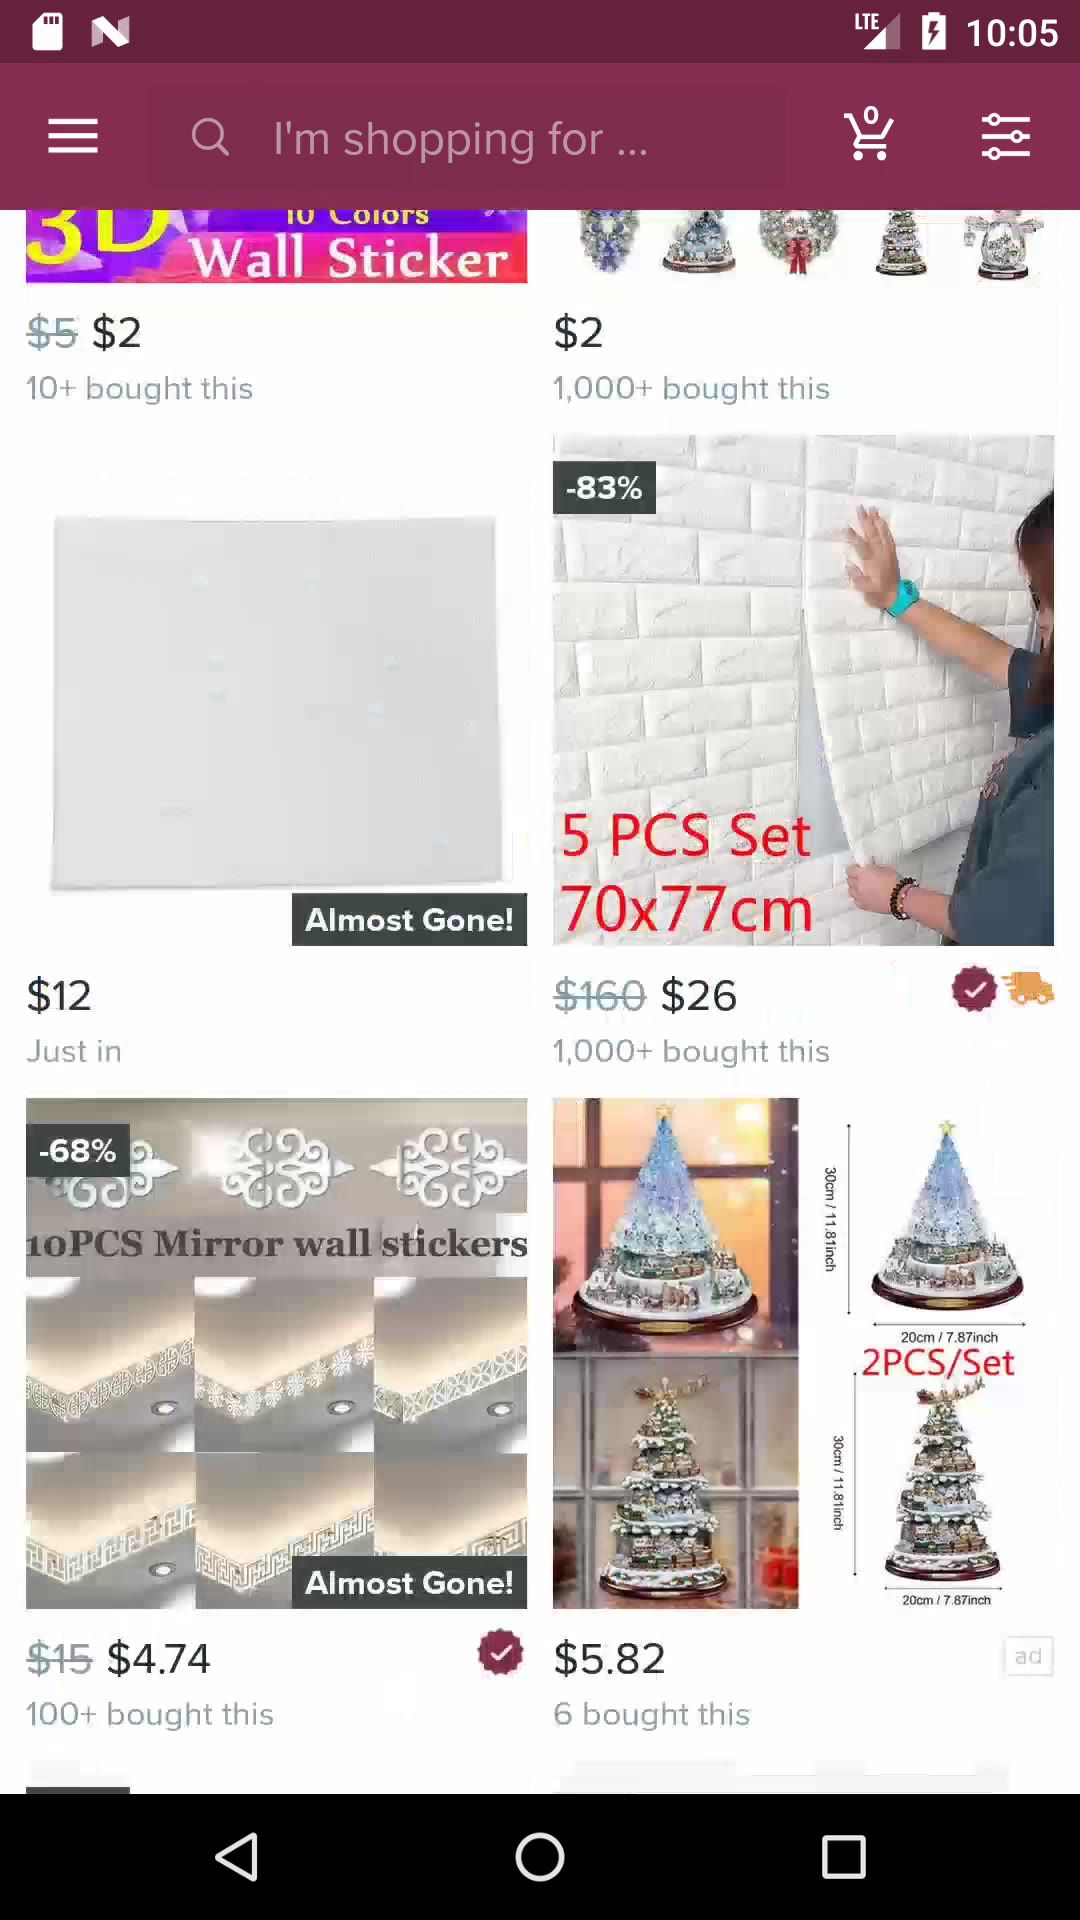 LTE 10:05
I'm shopping for ...
0
3D
10 Colors
Wall Sticker
$5 $2
10+ bought this
$2
1,000+ bought this
Almost Gone!
$12
Just in
-83%
5 PCS Set
70x77cm
$160 $26
1,000+ bought this
-68%
10PCS Mirror wall stickers
Almost Gone!
$15 $4.74
100+ bought this
30cm / 11.81inch
20cm / 7.87inch
2PCS/Set
30cm / 11.81inch
20cm / 7.87inch
$5.82
ad
6 bought this